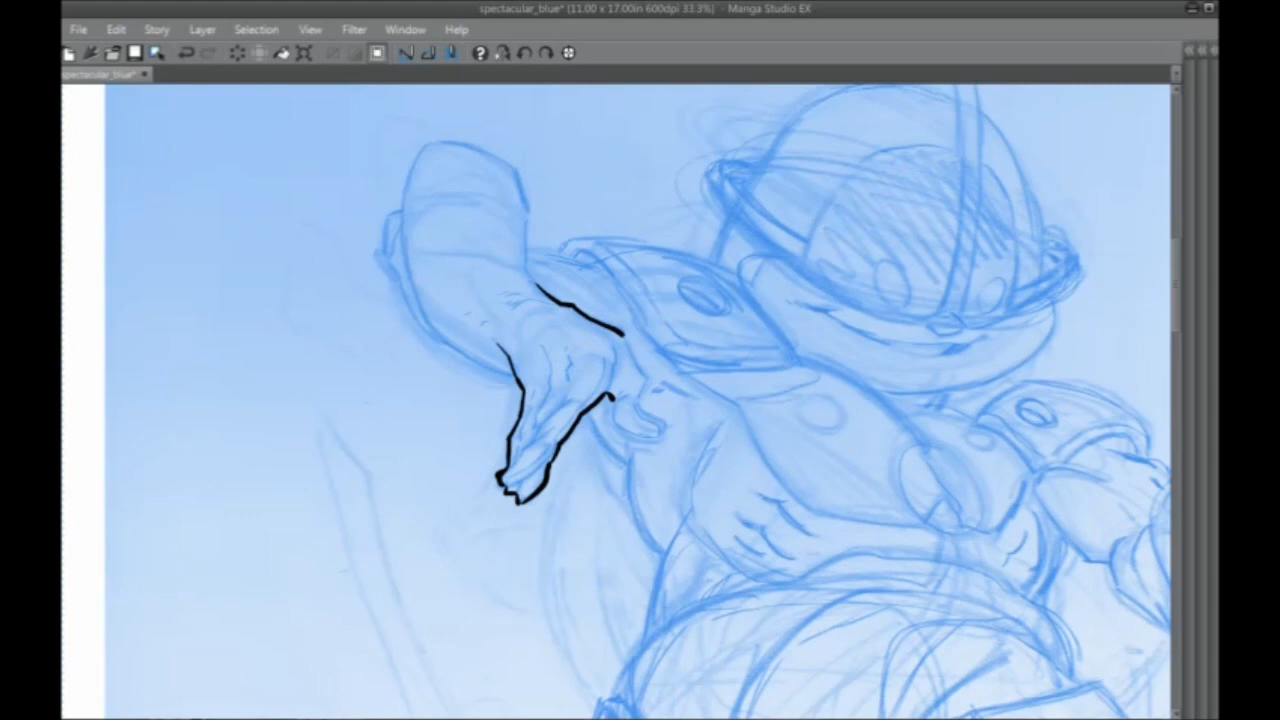 spectacular_blue* (11.00 x 17.00in 600dpi 33.3%) - Manga Studio EX
File Edit Story Layer Selection View Filter Window Help
spectacular_blue*